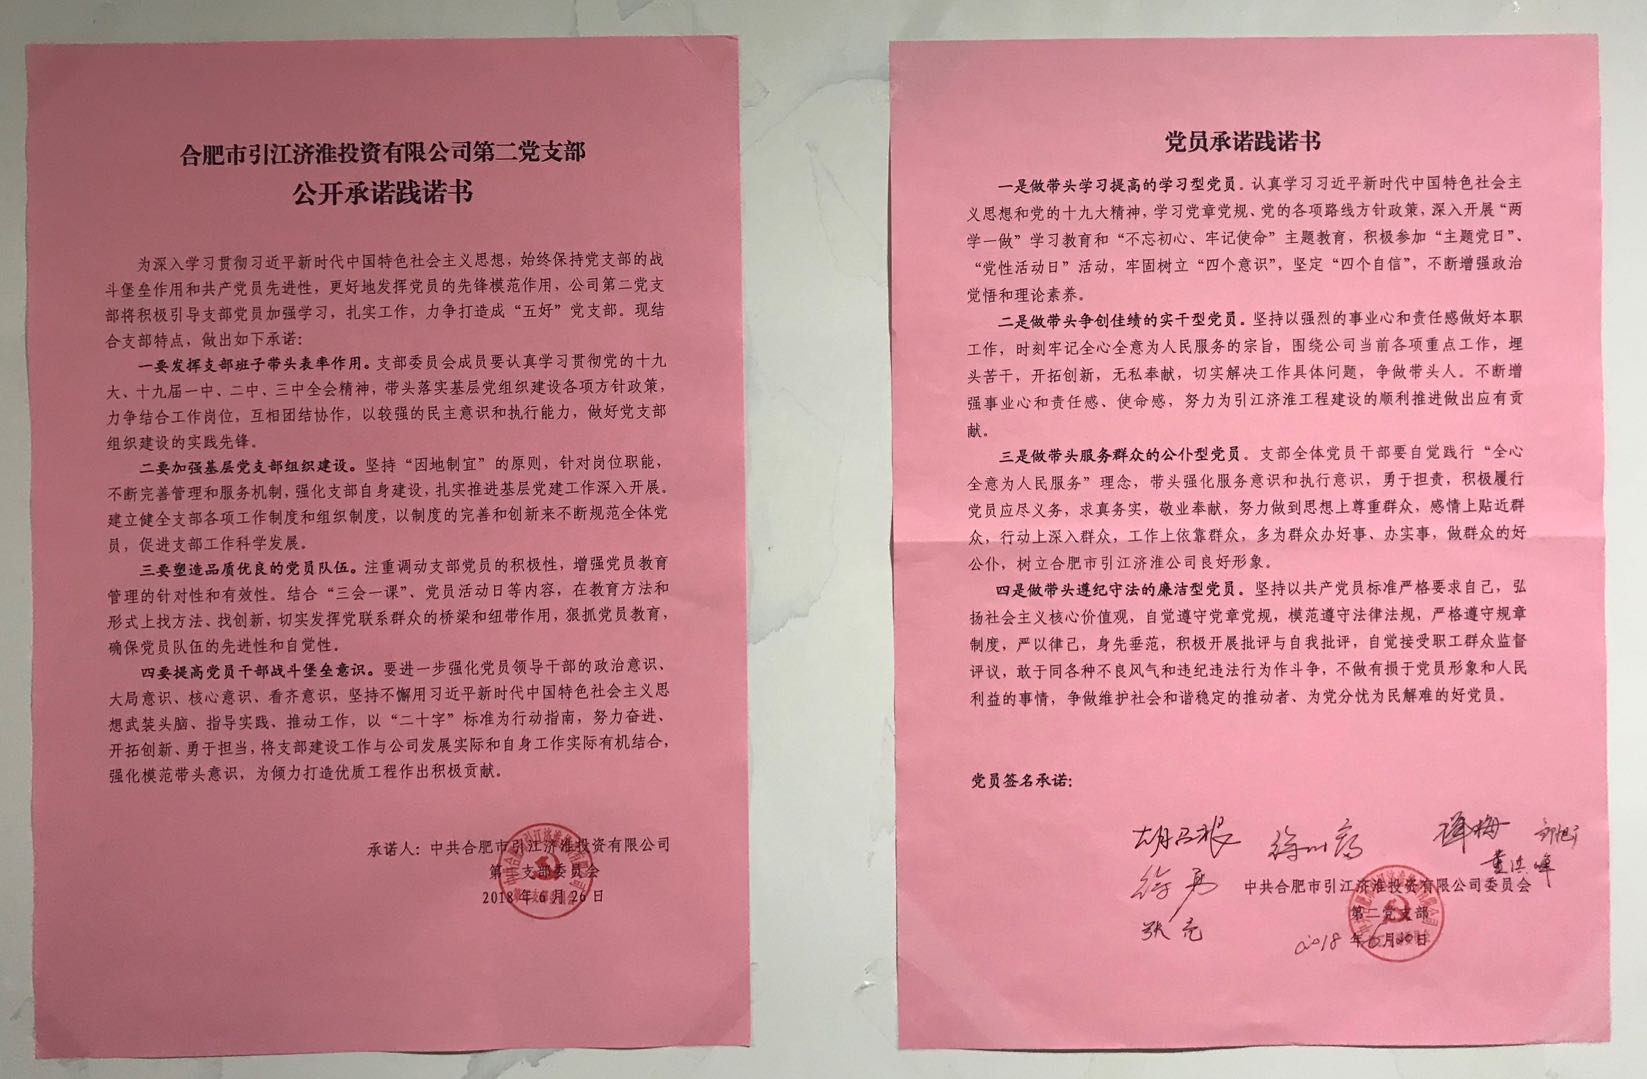 合肥市引江济淮投资有限公司第二党支部
公开承诺践诺书
为深入学习贯彻习近平新时代中国特色社会主义思想，始终保持党支部的战
斗堡垒作用和共产党员先进性，更好地发挥党员的先锋模范作用，公司第二党支
部将积极引导支部党员加强学习，扎实工作，力争打造成“五好”党支部。现结
合支部特点，做出如下承诺：
一要发挥支部班子带头表率作用。支部委员会成员要认真学习贯彻党的十九
大、十九届一中、二中、三中全会精神，带头落实基层党组织建设各项方针政策，
力争结合工作岗位，互相团结协作，以较强的民主意识和执行能力，做好党支部
组织建设的实践先锋。
二要加强基层党支部组织建设。坚持“因地制宜”的原则，针对岗位职能，
不断完善管理和服务机制，强化支部自身建设，扎实推进基层党建工作深入开展。
建立健全支部各项工作制度和组织制度，以制度的完善和创新来不断规范全体党
员，促进支部工作科学发展。
三要塑造品质优良的党员队伍。注重调动支部党员的积极性，增强党员教育
管理的针对性和有效性。结合“三会一课”、党员活动日等内容，在教育方法和
形式上找方法、找创新，切实发挥党联系群众的桥梁和纽带作用，狠抓党员教育，
确保党员队伍的先进性和自觉性。
四要提高党员干部战斗堡垒意识。要进一步强化党员领导干部的政治意识、
大局意识、核心意识、看齐意识，坚持不懈用习近平新时代中国特色社会主义思
想武装头脑、指导实践、推动工作，以“二十字”标准为行动指南，努力奋进、
开拓创新、勇于担当，将支部建设工作与公司发展实际和自身工作实际有机结合，
强化模范带头意识，为倾力打造优质工程作出积极贡献。
承诺人：中共合肥市引江济淮投资有限公司
第二支部委员会
2018年6月26日
党员承诺践诺书
一是做带头学习提高的学习型党员。认真学习习近平新时代中国特色社会主
义思想和党的十九大精神，学习党章党规、党的各项路线方针政策，深入开展“两
学一做”学习教育和“不忘初心、牢记使命”主题教育，积极参加“主题党日”、
“党性活动日”活动，牢固树立“四个意识”，坚定“四个自信”，不断增强政治
觉悟和理论素养。
二是做带头争创佳绩的实干型党员。坚持以强烈的事业心和责任感做好本职
工作，时刻牢记全心全意为人民服务的宗旨，围绕公司当前各项重点工作，埋
头苦干，开拓创新，无私奉献，切实解决工作具体问题，争做带头人。不断增
强事业心和责任感、使命感，努力为引江济淮工程建设的顺利推进做出应有贡
献。
三是做带头服务群众的公仆型党员。支部全体党员干部要自觉践行“全心
全意为人民服务”理念，带头强化服务意识和执行意识，勇于担责，积极履行
党员应尽义务，求真务实，敬业奉献，努力做到思想上尊重群众，感情上贴近群
众，行动上深入群众，工作上依靠群众，多为群众办好事、办实事，做群众的好
公仆，树立合肥市引江济淮公司良好形象。
四是做带头遵纪守法的廉洁型党员。坚持以共产党员标准严格要求自己，弘
扬社会主义核心价值观，自觉遵守党章党规，模范遵守法律法规，严格遵守规章
制度，严以律己，身先垂范，积极开展批评与自我批评，自觉接受职工群众监督
评议，敢于同各种不良风气和违纪违法行为作斗争，不做有损于党员形象和人民
利益的事情，争做维护社会和谐稳定的推动者、为党分忧为民解难的好党员。
党员签名承诺：
徐勇
张亮
中共合肥市引江济淮投资有限公司委员会
第二党支部
2018年6月 日